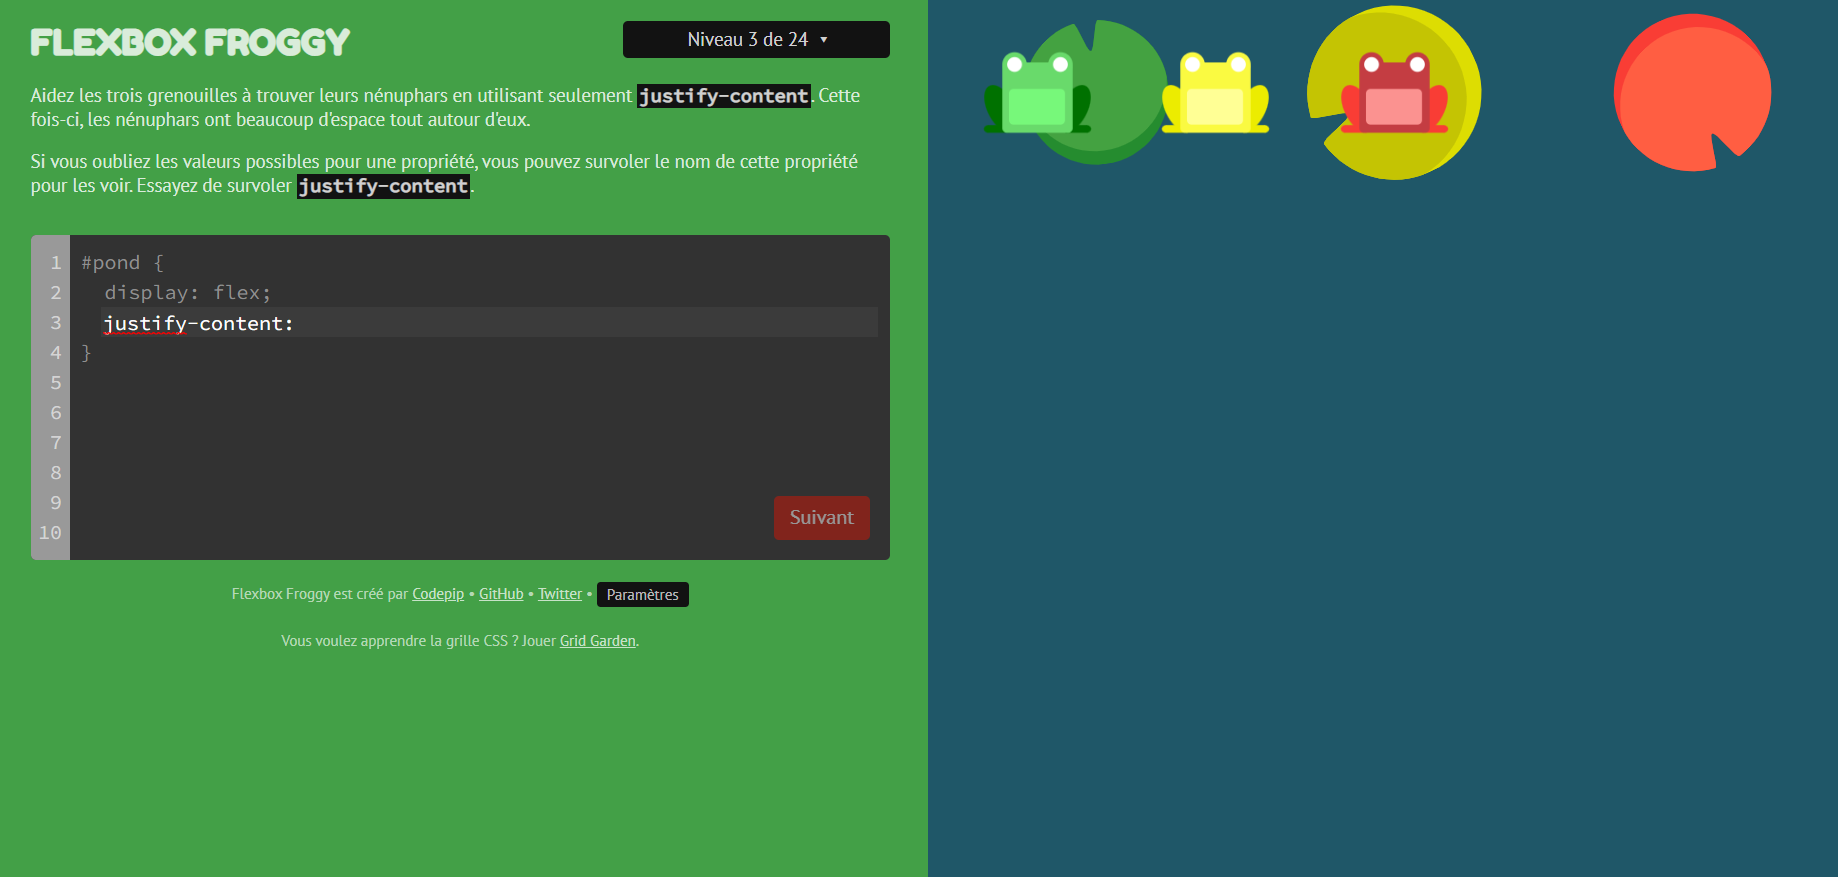 FLEXBOX FROGGY
Niveau 3 de 24 ▼
Aidez les trois grenouilles à trouver leurs nénuphars en utilisant seulement justify-content. Cette
fois-ci, les nénuphars ont beaucoup d'espace tout autour d'eux.
Si vous oubliez les valeurs possibles pour une propriété, vous pouvez survoler le nom de cette propriété
pour les voir. Essayez de survoler justify-content.
1 #pond {
2 display: flex;
3 justify-content:
4 }
5
6
7
8
9
10
Suivant
Flexbox Froggy est créé par Codepip • GitHub • Twitter • Paramètres
Vous voulez apprendre la grille CSS ? Jouer Grid Garden.